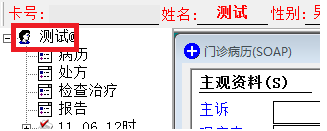 卡号: 姓名: 测试 性别:
测试@
病历
处方
检查治疗
报告
11.06 12时
门诊病历(SOAP)
主观资料(S)
主诉